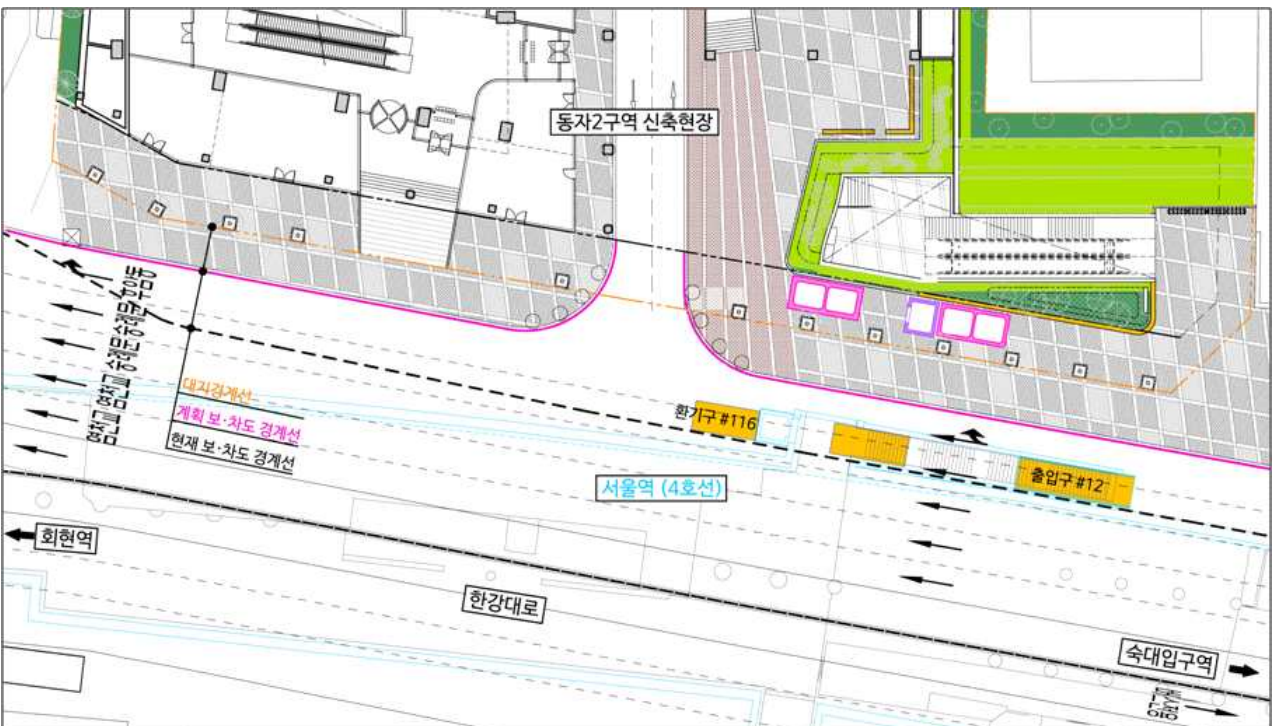 동자2구역 신축현장
대지경계선
계획 보·차도 경계선
현재 보·차도 경계선
환기구 #116
출입구 #12
서울역 (4호선)
회현역
한강대로
숙대입구역